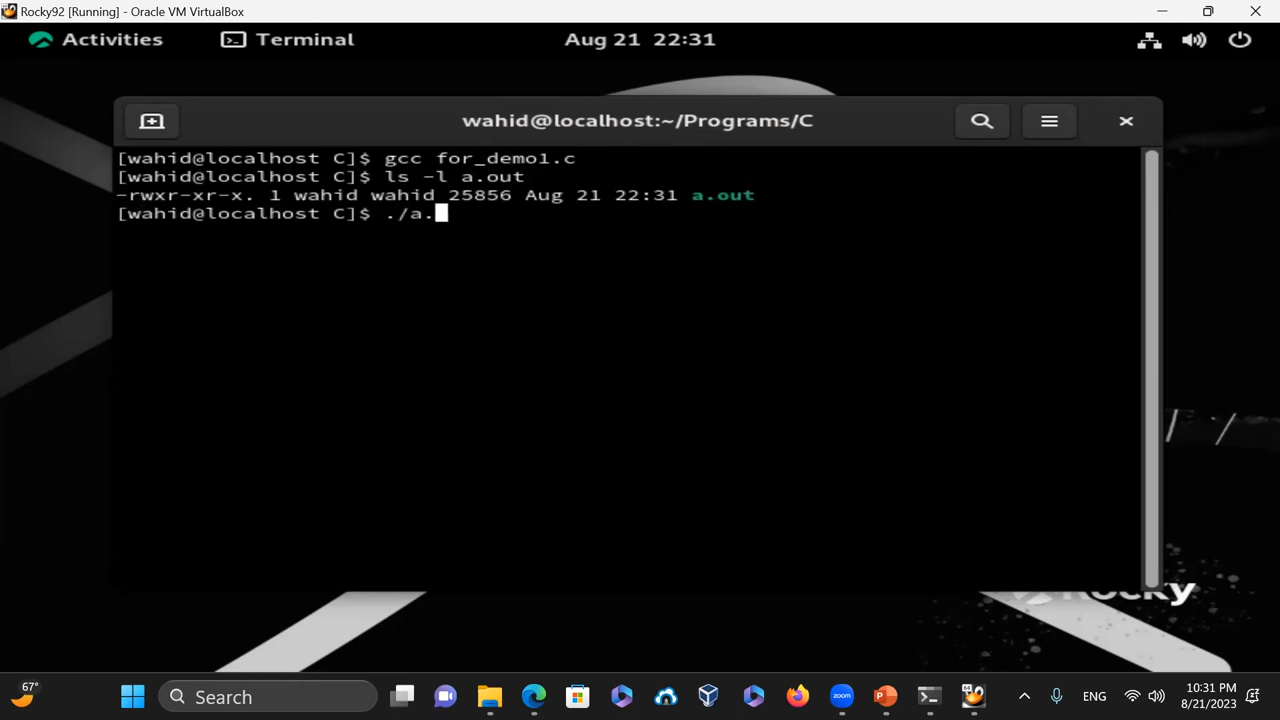 Rocky92 [Running] - Oracle VM VirtualBox
Activities Terminal Aug 21 22:31
wahid@localhost:~/Programs/C
[wahid@localhost C]$ gcc for_demo1.c
[wahid@localhost C]$ ls -l a.out
-rwxr-xr-x. 1 wahid wahid 25856 Aug 21 22:31 a.out
[wahid@localhost C]$ ./a.
Rocky
67°
Search
zoom
ENG
10:31 PM
8/21/2023